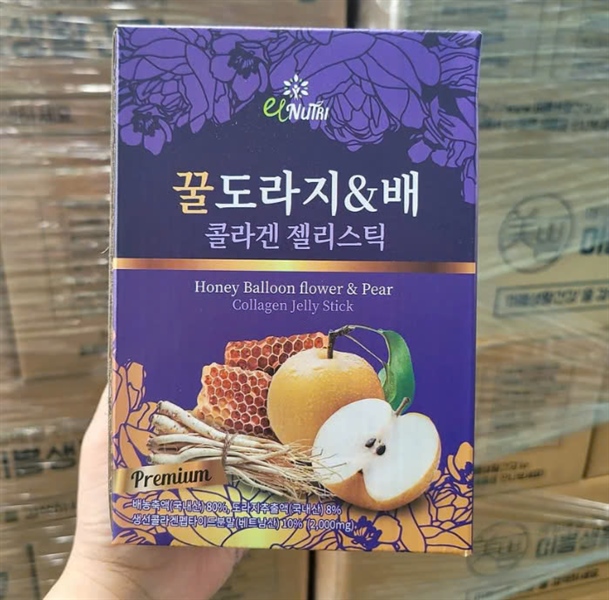 elNutri
꿀도라지&배
콜라겐 젤리스틱
Honey Balloon flower & Pear
Collagen Jelly Stick
Premium
배농축액(국내산) 80%, 도라지추출액(국내산) 8%
생선콜라겐펩타이드분말(베트남산) 10% (2,000mg)
美